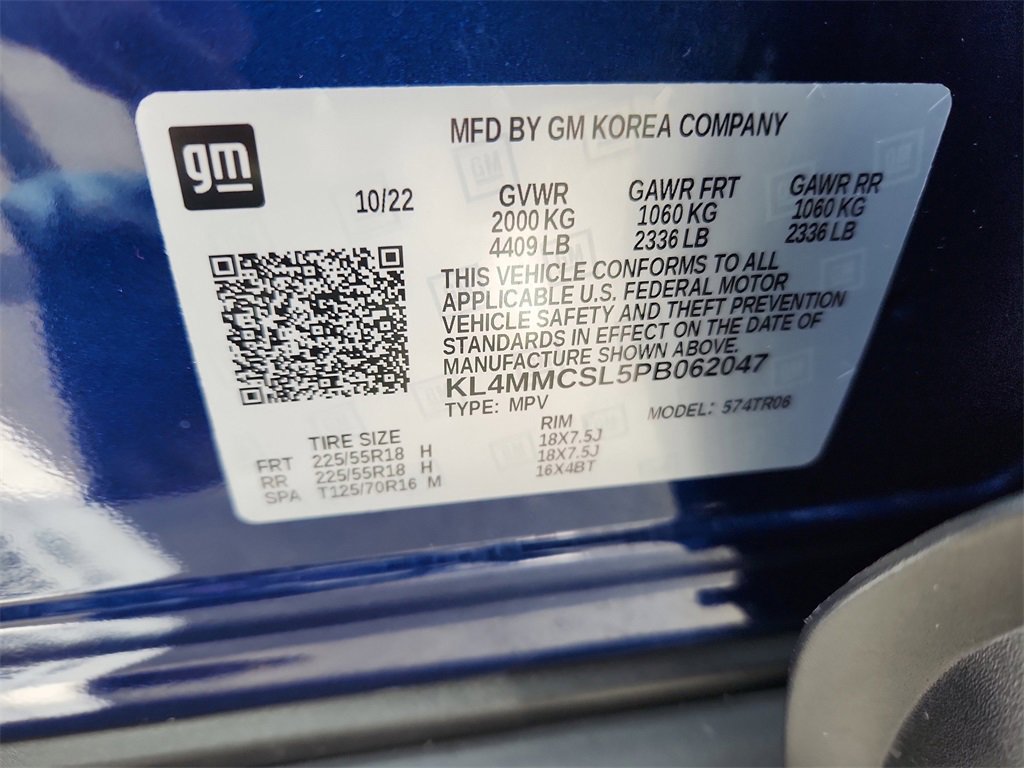 gm
MFD BY GM KOREA COMPANY
10/22
GVWR
2000 KG
4409 LB
GAWR FRT
1060 KG
2336 LB
GAWR RR
1060 KG
2336 LB
THIS VEHICLE CONFORMS TO ALL
APPLICABLE U.S. FEDERAL MOTOR
VEHICLE SAFETY AND THEFT PREVENTION
STANDARDS IN EFFECT ON THE DATE OF
MANUFACTURE SHOWN ABOVE.
KL4MMCSL5PB062047
TYPE: MPV
MODEL: 574TR06
TIRE SIZE
RIM
FRT 225/55R18 H 18X7.5J
RR 225/55R18 H 18X7.5J
SPA T125/70R16 M 16X4BT